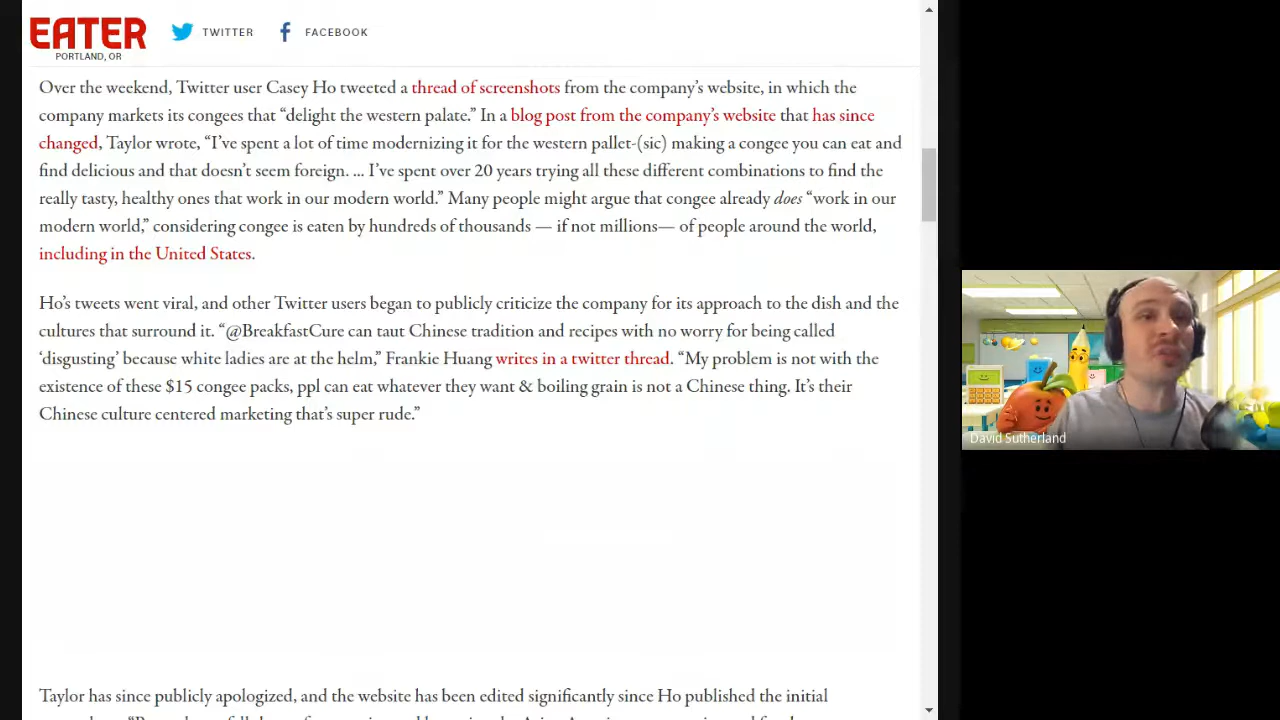 EATER
PORTLAND, OR
TWITTER
FACEBOOK
Over the weekend, Twitter user Casey Ho tweeted a thread of screenshots from the company’s website, in which the
company markets its congees that “delight the western palate.” In a blog post from the company’s website that has since
changed, Taylor wrote, “I’ve spent a lot of time modernizing it for the western pallet-(sic) making a congee you can eat and
find delicious and that doesn’t seem foreign. ... I’ve spent over 20 years trying all these different combinations to find the
really tasty, healthy ones that work in our modern world.” Many people might argue that congee already does “work in our
modern world,” considering congee is eaten by hundreds of thousands — if not millions— of people around the world,
including in the United States.
Ho’s tweets went viral, and other Twitter users began to publicly criticize the company for its approach to the dish and the
cultures that surround it. “@BreakfastCure can taut Chinese tradition and recipes with no worry for being called
‘disgusting’ because white ladies are at the helm,” Frankie Huang writes in a twitter thread. “My problem is not with the
existence of these $15 congee packs, ppl can eat whatever they want & boiling grain is not a Chinese thing. It’s their
Chinese culture centered marketing that’s super rude.”
David Sutherland
Taylor has since publicly apologized, and the website has been edited significantly since Ho published the initial